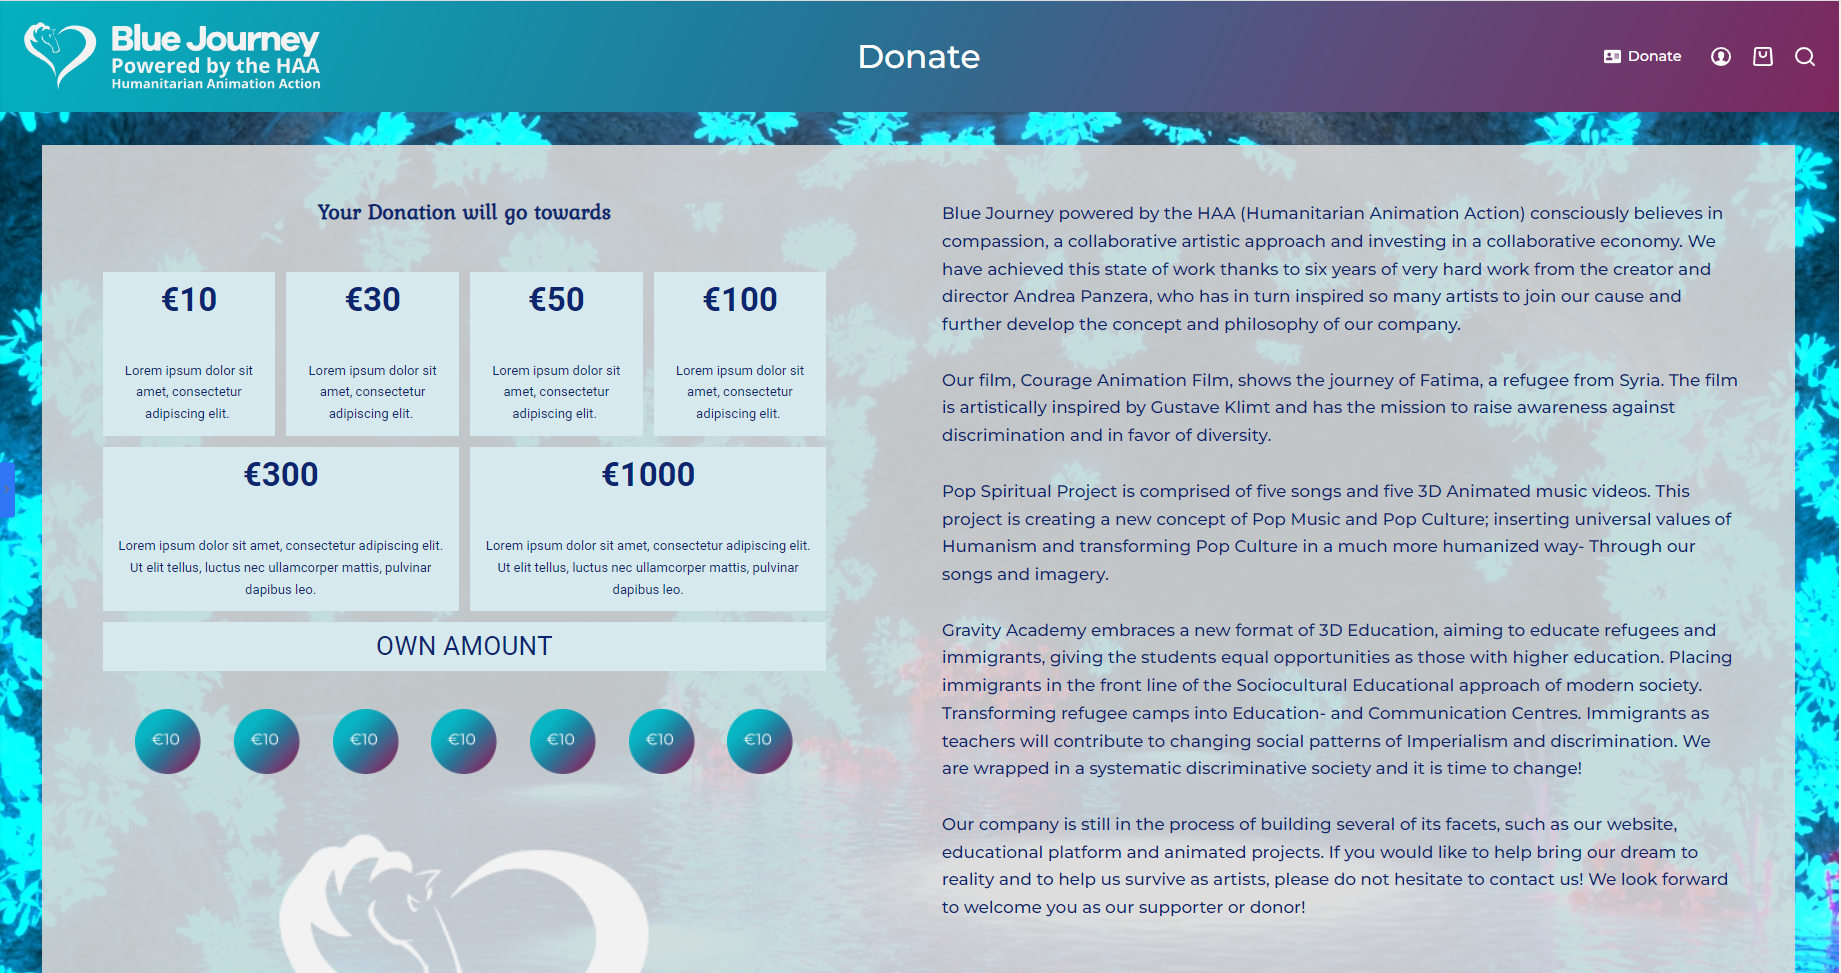 Blue Journey
Powered by the HAA
Humanitarian Animation Action
Donate
Donate
Your Donation will go towards
€10
Lorem ipsum dolor sit
amet, consectetur
adipiscing elit.
€30
Lorem ipsum dolor sit
amet, consectetur
adipiscing elit.
€50
Lorem ipsum dolor sit
amet, consectetur
adipiscing elit.
€100
Lorem ipsum dolor sit
amet, consectetur
adipiscing elit.
€300
Lorem ipsum dolor sit amet, consectetur adipiscing elit.
Ut elit tellus, luctus nec ullamcorper mattis, pulvinar
dapibus leo.
€1000
Lorem ipsum dolor sit amet, consectetur adipiscing elit.
Ut elit tellus, luctus nec ullamcorper mattis, pulvinar
dapibus leo.
OWN AMOUNT
€10
€10
€10
€10
€10
€10
€10
Blue Journey powered by the HAA (Humanitarian Animation Action) consciously believes in
compassion, a collaborative artistic approach and investing in a collaborative economy. We
have achieved this state of work thanks to six years of very hard work from the creator and
director Andrea Panzera, who has in turn inspired so many artists to join our cause and
further develop the concept and philosophy of our company.
Our film, Courage Animation Film, shows the journey of Fatima, a refugee from Syria. The film
is artistically inspired by Gustave Klimt and has the mission to raise awareness against
discrimination and in favor of diversity.
Pop Spiritual Project is comprised of five songs and five 3D Animated music videos. This
project is creating a new concept of Pop Music and Pop Culture; inserting universal values of
Humanism and transforming Pop Culture in a much more humanized way- Through our
songs and imagery.
Gravity Academy embraces a new format of 3D Education, aiming to educate refugees and
immigrants, giving the students equal opportunities as those with higher education. Placing
immigrants in the front line of the Sociocultural Educational approach of modern society.
Transforming refugee camps into Education- and Communication Centres. Immigrants as
teachers will contribute to changing social patterns of Imperialism and discrimination. We
are wrapped in a systematic discriminative society and it is time to change!
Our company is still in the process of building several of its facets, such as our website,
educational platform and animated projects. If you would like to help bring our dream to
reality and to help us survive as artists, please do not hesitate to contact us! We look forward
to welcome you as our supporter or donor!